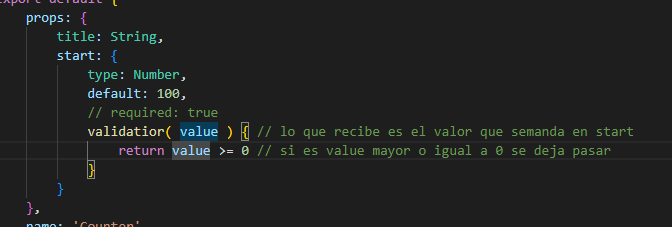 export default {
props: {
title: String,
start: {
type: Number,
default: 100,
// required: true
validatior( value ) { // lo que recibe es el valor que semanda en start
return value >= 0 // si es value mayor o igual a 0 se deja pasar
}
}
},
name: 'Counter'